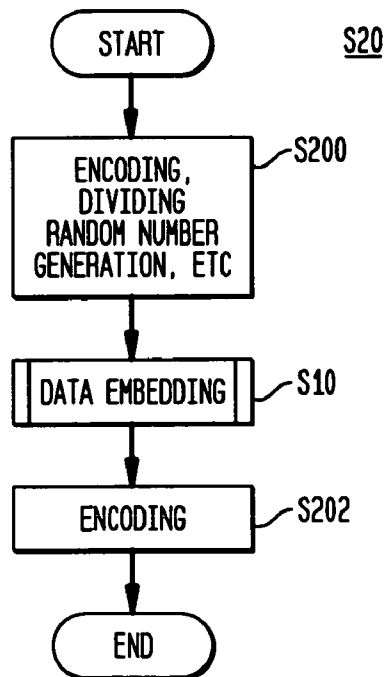 START
S20
ENCODING,
DIVIDING
RANDOM NUMBER
GENERATION, ETC
S200
DATA EMBEDDING
S10
ENCODING
S202
END